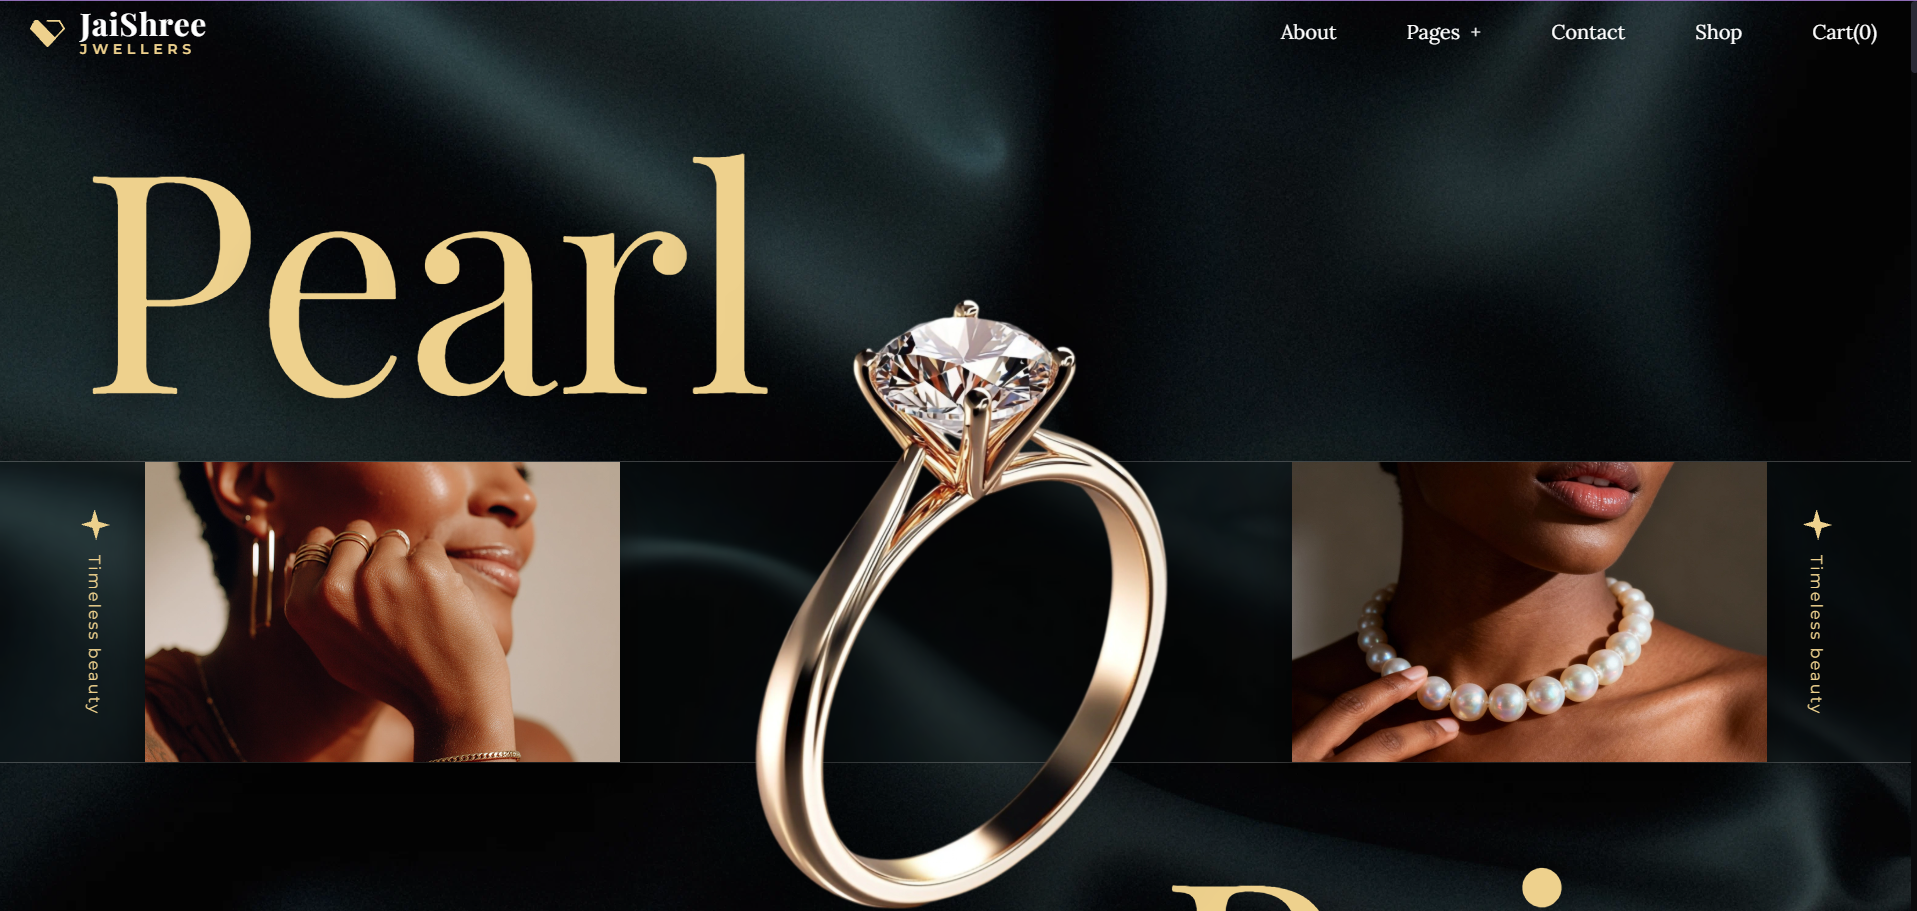 JaiShree
JWELLERS
About
Pages +
Contact
Shop
Cart(0)
Pearl
Timeless beauty
Timeless beauty